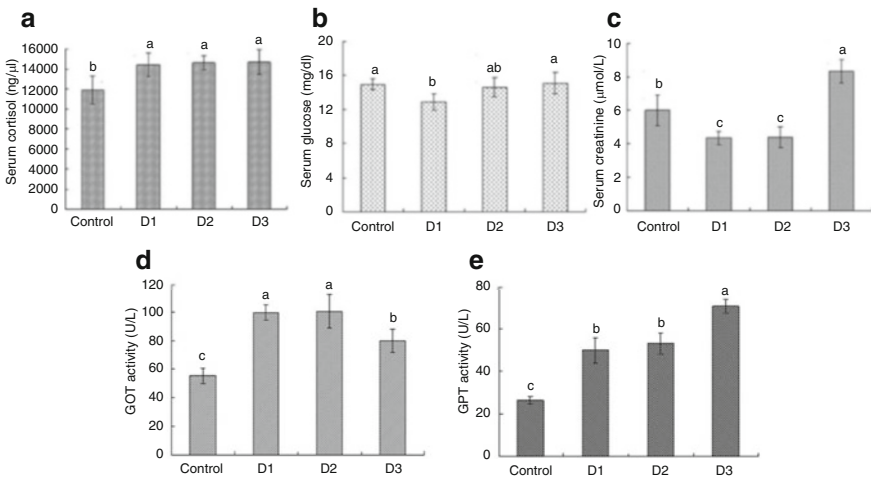 a
Serum cortisol (ng/µl)
16000
14000
12000
10000
8000
6000
4000
2000
0
b
a
a
a
Control D1 D2 D3
b
Serum glucose (mg/dl)
20
16
12
8
4
0
a
b
ab
a
Control D1 D2 D3
c
Serum creatinine (µmol/L)
10
8
6
4
2
0
b
c
c
a
Control D1 D2 D3
d
GOT activity (U/L)
120
100
80
60
40
20
0
c
a
a
b
Control D1 D2 D3
e
GPT activity (U/L)
80
60
40
20
0
c
b
b
a
Control D1 D2 D3